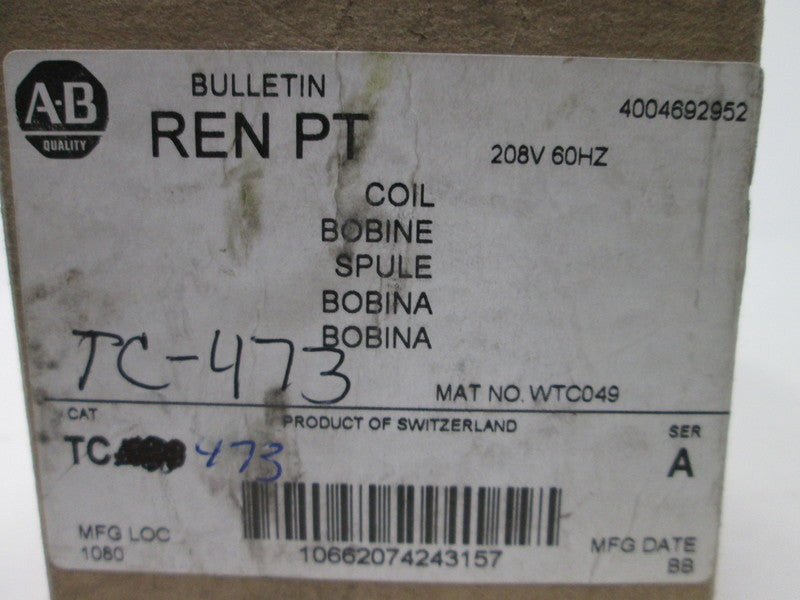 A-B
QUALITY
BULLETIN
REN PT
4004692952
208V 60HZ
COIL
BOBINE
SPULE
BOBINA
BOBINA
TC-473
MAT NO. WTC049
CAT
PRODUCT OF SWITZERLAND
SER
TC 473
A
MFG LOC
1080
10662074243157
MFG DATE
BB